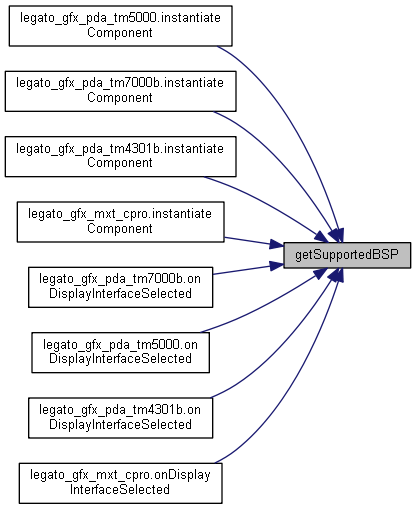 legato_gfx_pda_tm5000.instantiate
Component
legato_gfx_pda_tm7000b.instantiate
Component
legato_gfx_pda_tm4301b.instantiate
Component
legato_gfx_mxt_cpro.instantiate
Component
getSupportedBSP
legato_gfx_pda_tm7000b.on
DisplayInterfaceSelected
legato_gfx_pda_tm5000.on
DisplayInterfaceSelected
legato_gfx_pda_tm4301b.on
DisplayInterfaceSelected
legato_gfx_mxt_cpro.onDisplay
InterfaceSelected